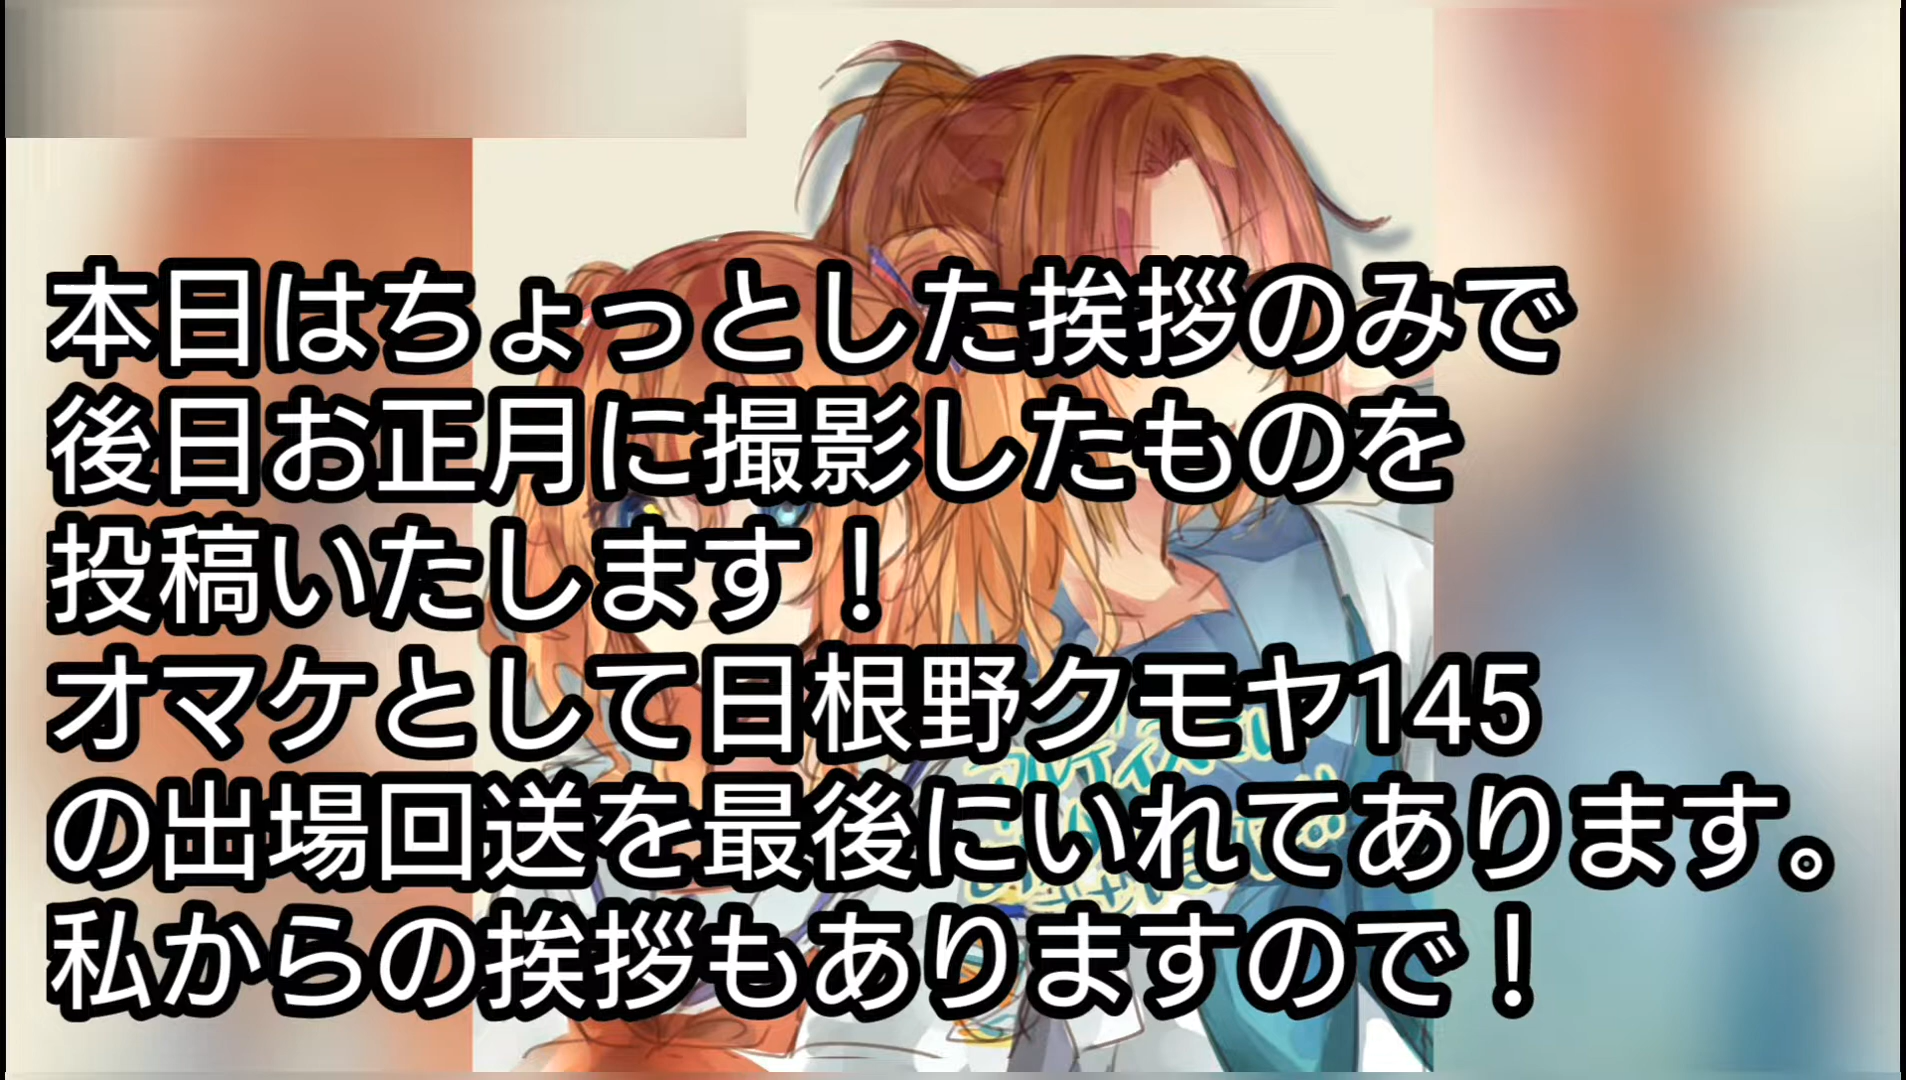 本日はちょっとした挨拶のみで
後日お正月に撮影したものを
投稿いたします！
オマケとして日根野クモヤ145
の出場回送を最後にいれてあります。
私からの挨拶もありますので！